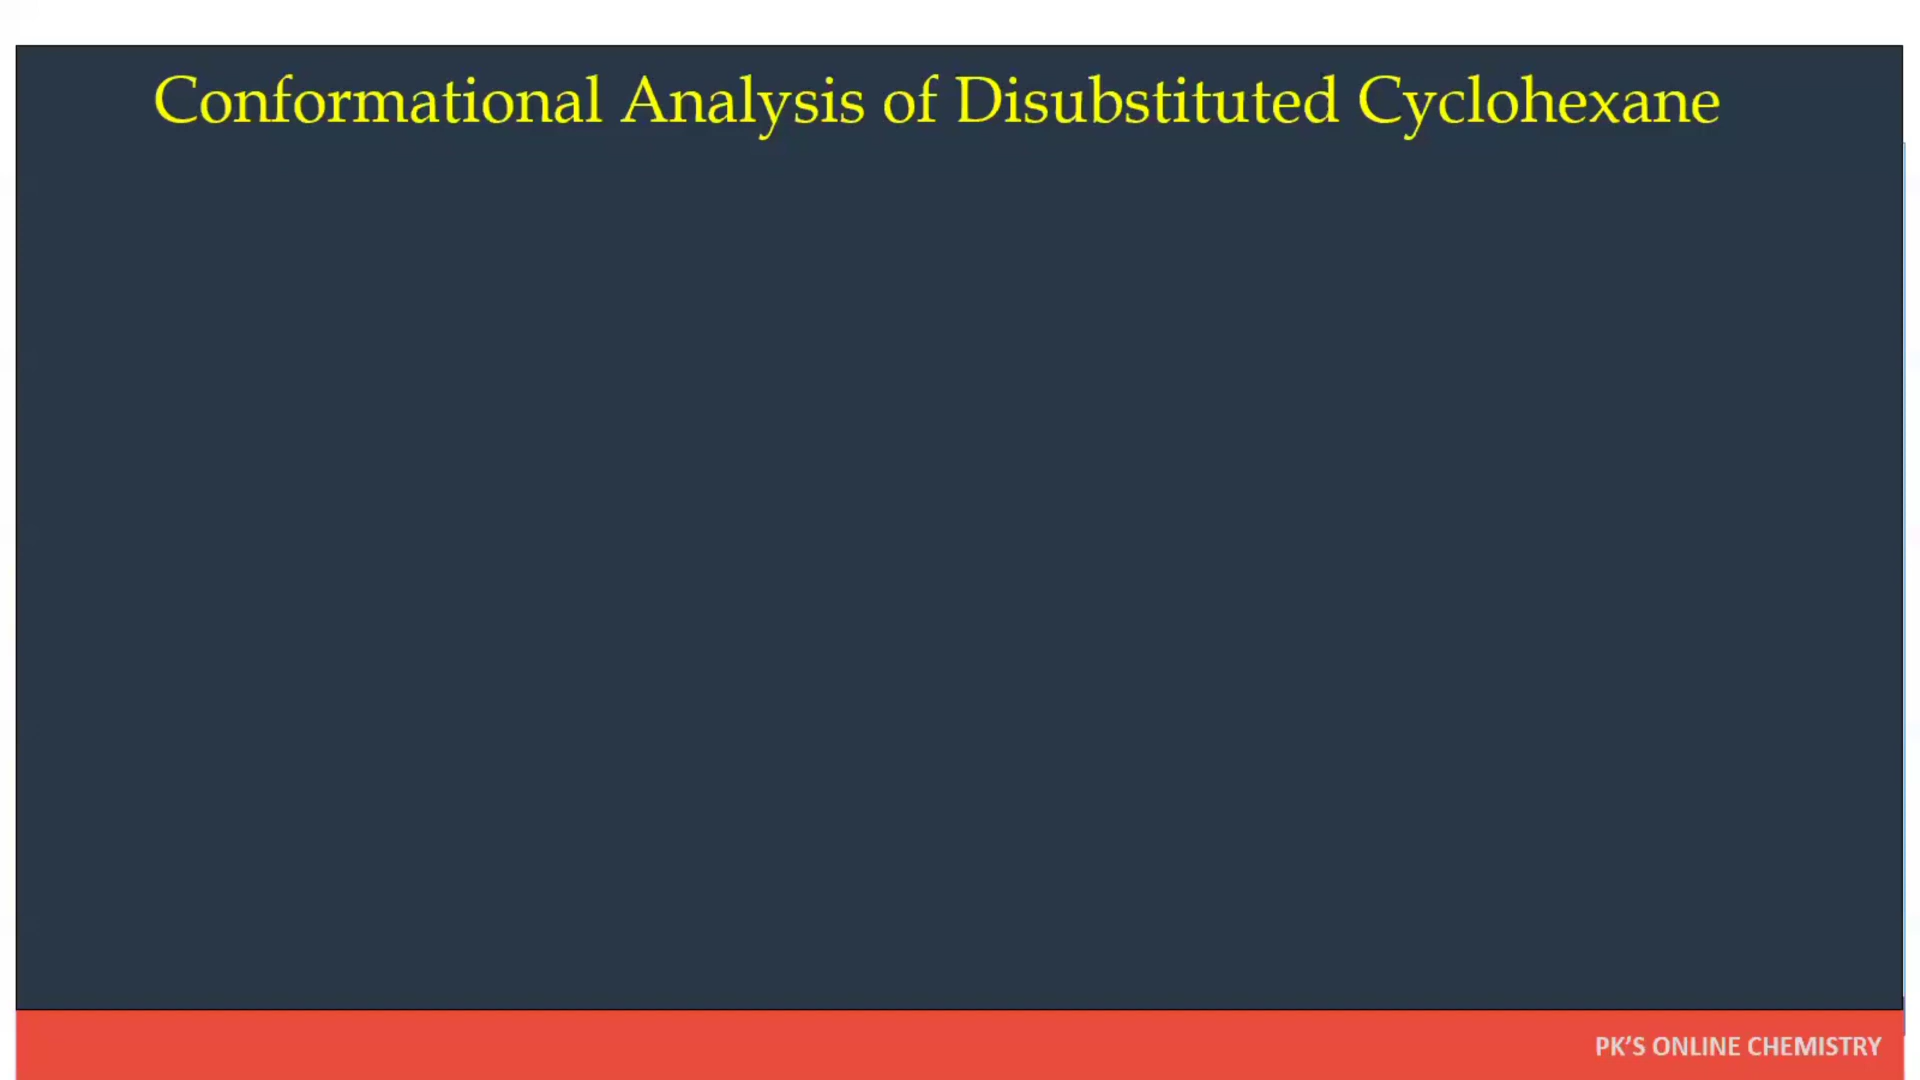 Conformational Analysis of Disubstituted Cyclohexane
PK’S ONLINE CHEMISTRY